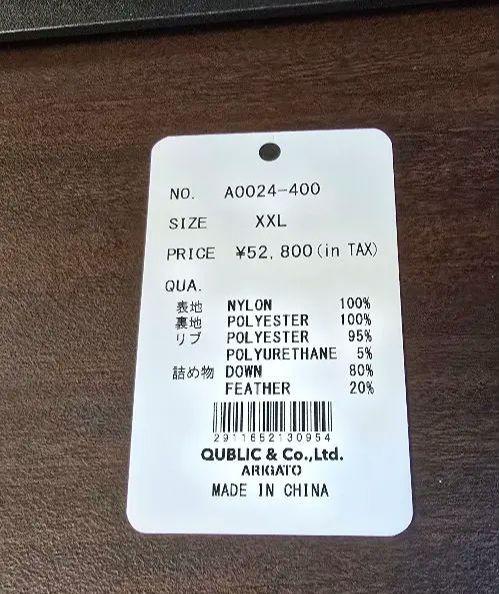 NO. A0024-400
SIZE XXL
PRICE ¥52,800(in TAX)
QUA.
表地 NYLON 100%
裏地 POLYESTER 100%
リブ POLYESTER 95%
POLYURETHANE 5%
詰め物 DOWN 80%
FEATHER 20%
2911652130954
QUBLIC & Co.,Ltd.
ARIGATO
MADE IN CHINA